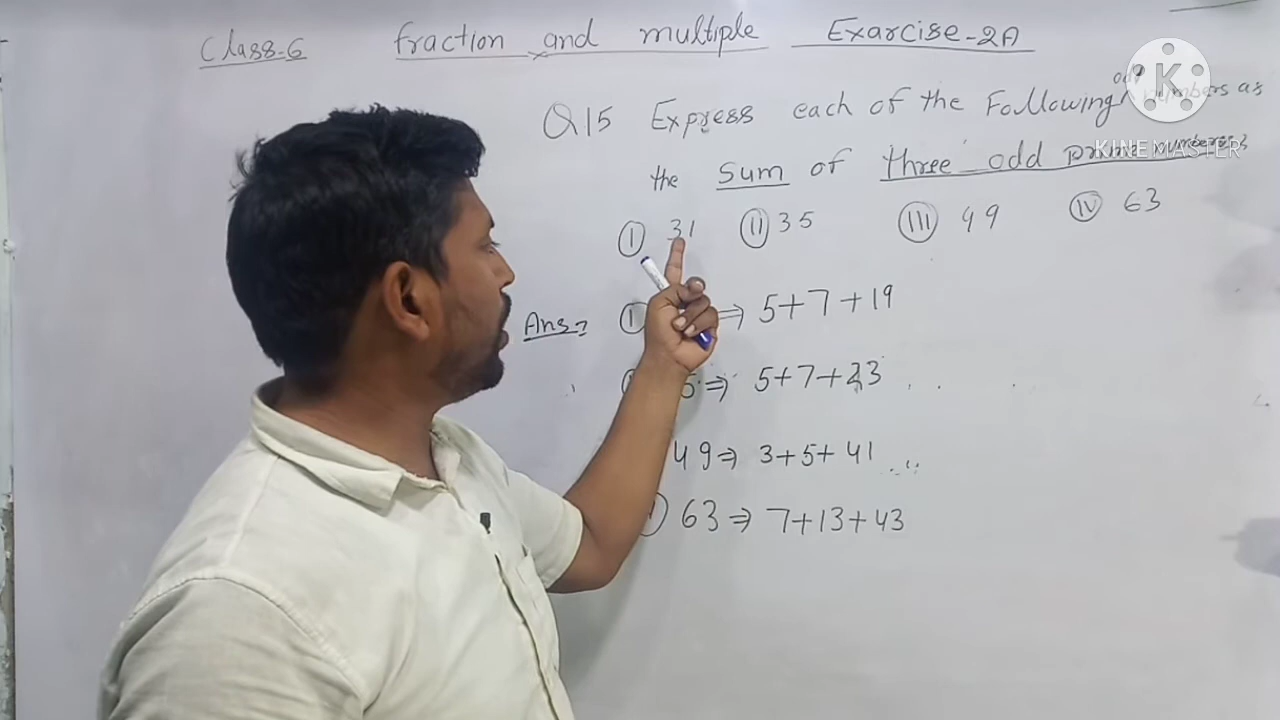 Class-6 fraction and multiple Exarcise-2A
Q15 Express each of the Following odd numbers as
the Sum of three odd prime numbers
I 31 II 35 III 49 IV 63
Ans:- I ⇒ 5+7+19
5 ⇒ 5+7+23
49 ⇒ 3+5+41
63 ⇒ 7+13+43
K
KINEMASTER